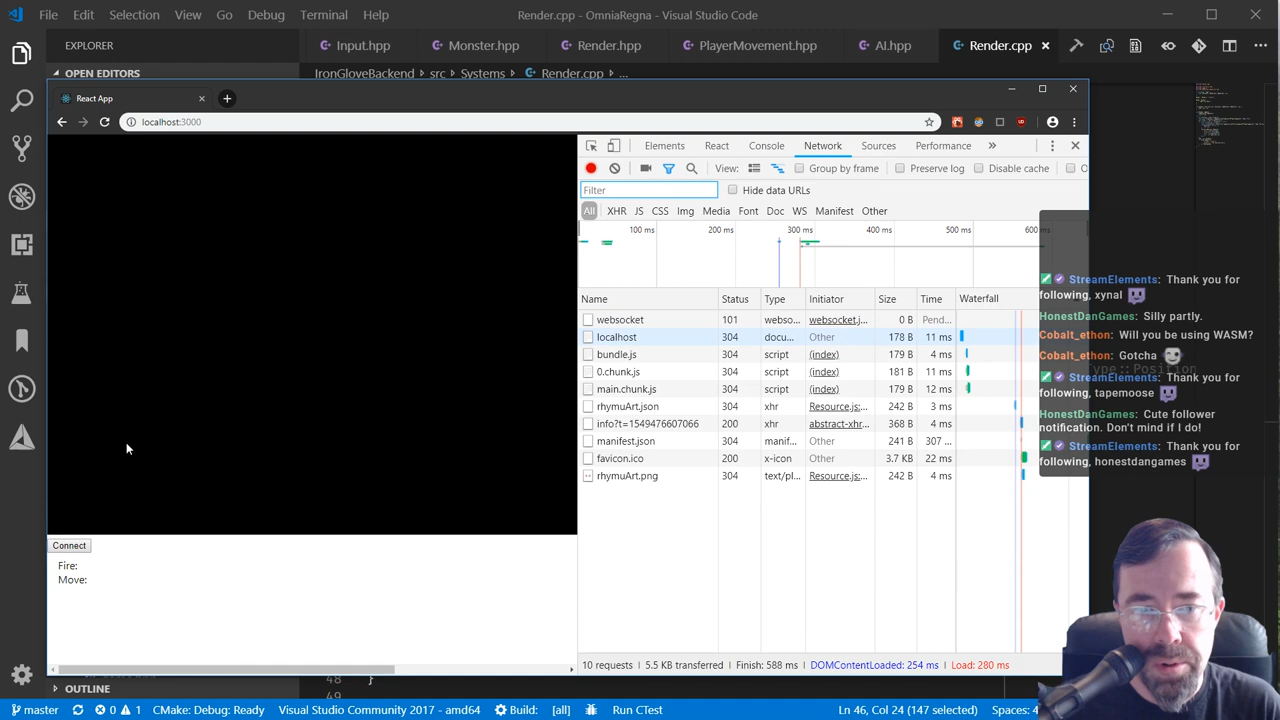 File Edit Selection View Go Debug Terminal Help Render.cpp - OmniaRegna - Visual Studio Code
EXPLORER
Input.hpp Monster.hpp Render.hpp PlayerMovement.hpp AI.hpp Render.cpp
OPEN EDITORS
IronGloveBackend › src › Systems › Render.cpp › ...
React App
localhost:3000
Elements React Console Network Sources Performance
View: Group by frame Preserve log Disable cache O
Filter Hide data URLs
All XHR JS CSS Img Media Font Doc WS Manifest Other
100 ms 200 ms 300 ms 400 ms 500 ms 600 ms
Name Status Type Initiator Size Time Waterfall
websocket 101 webso... websocket.j... 0 B Pend...
localhost 304 docu... Other 178 B 11 ms
bundle.js 304 script (index) 179 B 4 ms
0.chunk.js 304 script (index) 181 B 11 ms
main.chunk.js 304 script (index) 179 B 12 ms
rhymuArt.json 304 xhr Resource.js:... 242 B 3 ms
info?t=1549476607066 200 xhr abstract-xhr... 368 B 4 ms
manifest.json 304 manif... Other 241 B 307 ...
favicon.ico 200 x-icon Other 3.7 KB 22 ms
rhymuArt.png 304 text/pl... Resource.js:... 242 B 4 ms
StreamElements: Thank you for
following, xynal
HonestDanGames: Silly partly.
Cobalt_ethon: Will you be using WASM?
Cobalt_ethon: Gotcha
Type::Position
StreamElements: Thank you for
following, tapemoose
HonestDanGames: Cute follower
notification. Don't mind if I do!
StreamElements: Thank you for
following, honestdangames
Connect
Fire:
Move:
10 requests | 5.5 KB transferred | Finish: 588 ms | DOMContentLoaded: 254 ms | Load: 280 ms
48 }
OUTLINE
49
master 0 1 CMake: Debug: Ready Visual Studio Community 2017 - amd64 Build: [all] Run CTest Ln 46, Col 24 (147 selected) Spaces: 4